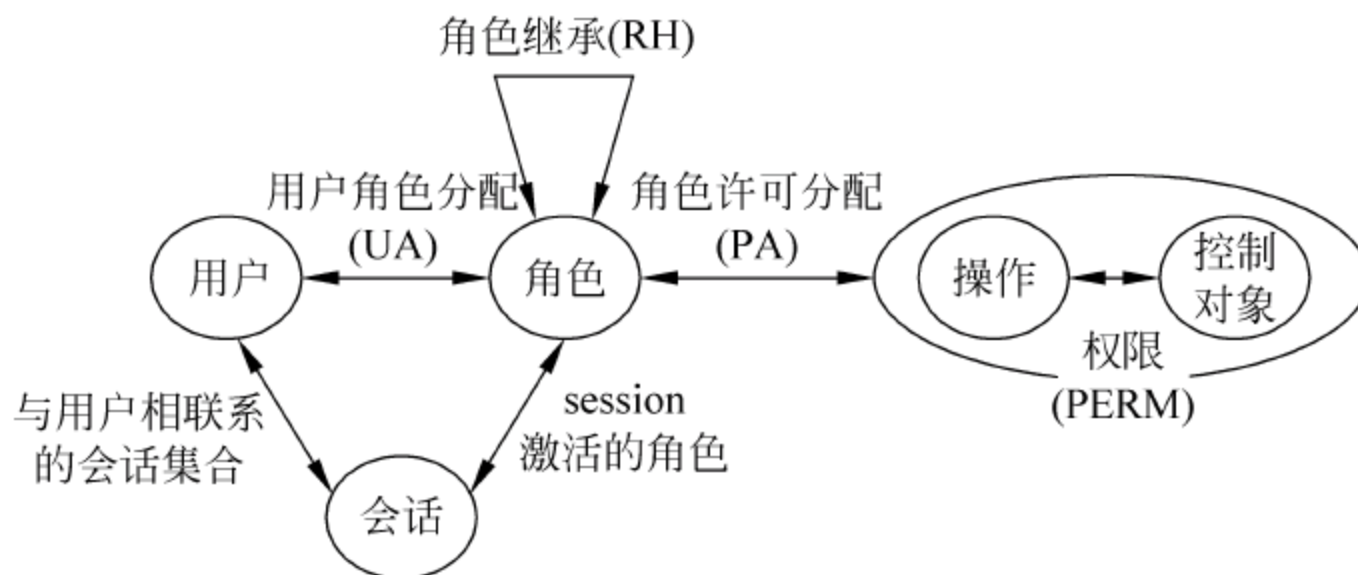 角色继承(RH)
用户角色分配
(UA)
角色许可分配
(PA)
用户
角色
操作
控制
对象
权限
(PERM)
与用户相联系
的会话集合
session
激活的角色
会话